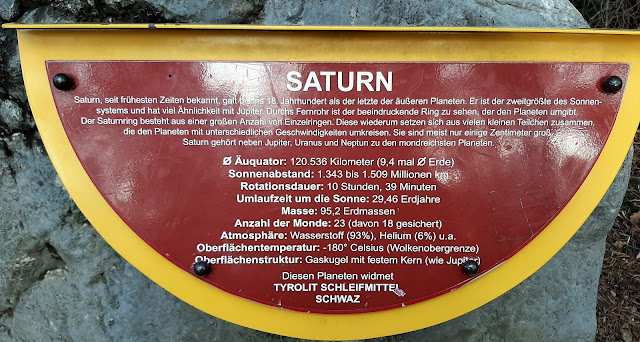 SATURN
Saturn, seit frühesten Zeiten bekannt, galt bis ins 18. Jahrhundert als der letzte der äußeren Planeten. Er ist der zweitgrößte des Sonnen-
systems und hat viel Ähnlichkeit mit Jupiter. Durchs Fernrohr ist der beeindruckende Ring zu sehen, der den Planeten umgibt.
Der Saturnring besteht aus einer großen Anzahl von Einzelringen. Diese wiederum setzen sich aus vielen kleinen Teilchen zusammen,
die den Planeten mit unterschiedlichen Geschwindigkeiten umkreisen. Sie sind meist nur einige Zentimeter groß.
Saturn gehört neben Jupiter, Uranus und Neptun zu den mondreichsten Planeten.
Ø Äquator: 120.536 Kilometer (9,4 mal Ø Erde)
Sonnenabstand: 1.343 bis 1.509 Millionen km
Rotationsdauer: 10 Stunden, 39 Minuten
Umlaufzeit um die Sonne: 29,46 Erdjahre
Masse: 95,2 Erdmassen
Anzahl der Monde: 23 (davon 18 gesichert)
Atmosphäre: Wasserstoff (93%), Helium (6%) u.a.
Oberflächentemperatur: -180° Celsius (Wolkenobergrenze)
Oberflächenstruktur: Gaskugel mit festem Kern (wie Jupiter)
Diesen Planeten widmet
TYROLIT SCHLEIFMITTEL
SCHWAZ